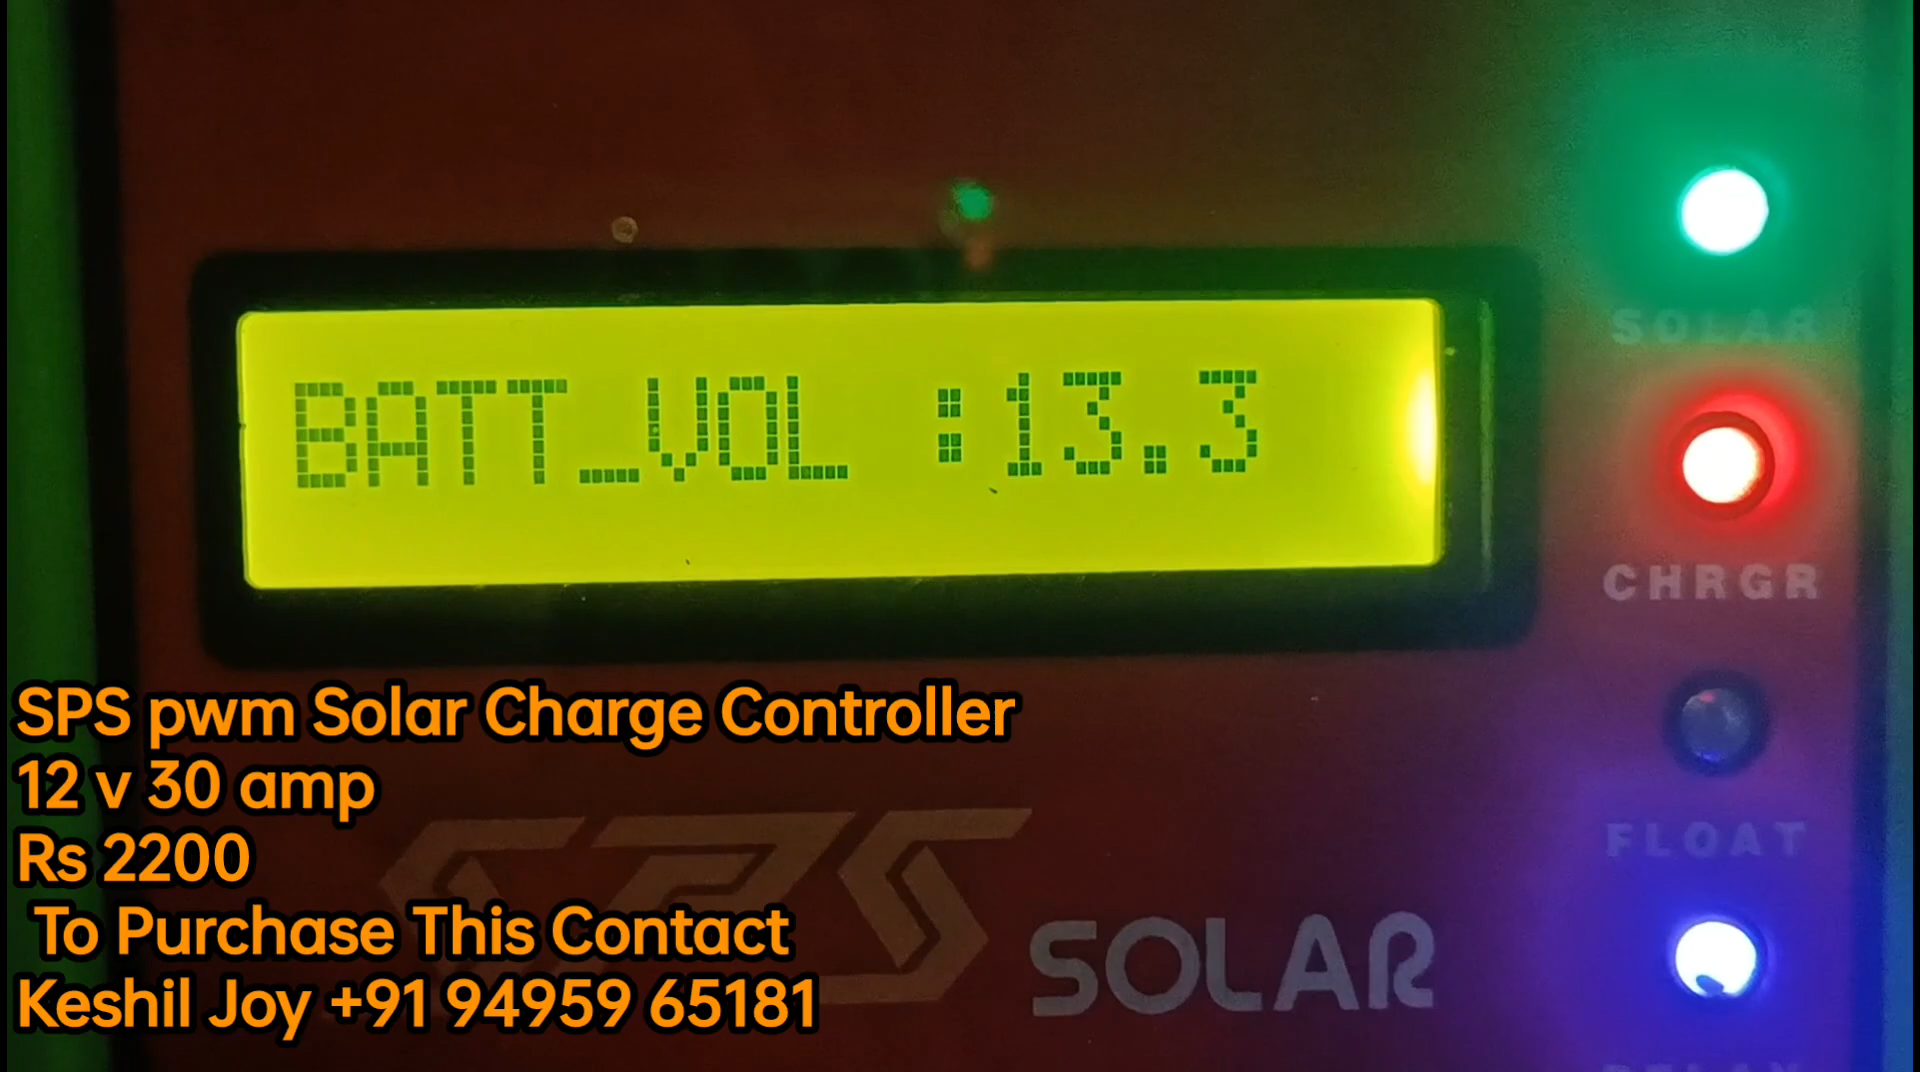 BATT_VOL :13.3
SOLAR
CHRGR
FLOAT
SPS SOLAR
SPS pwm Solar Charge Controller
12 v 30 amp
Rs 2200
To Purchase This Contact
Keshil Joy +91 94959 65181